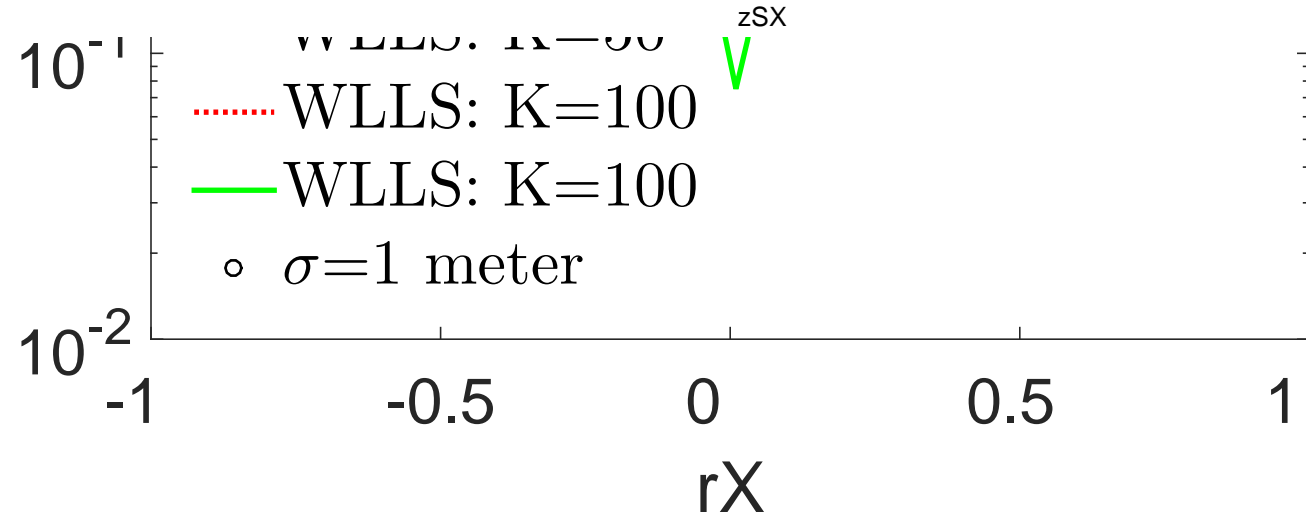 zSX
10-1
WLLS: K=100
WLLS: K=100
σ=1 meter
10-2
-1 -0.5 0 0.5 1
rX